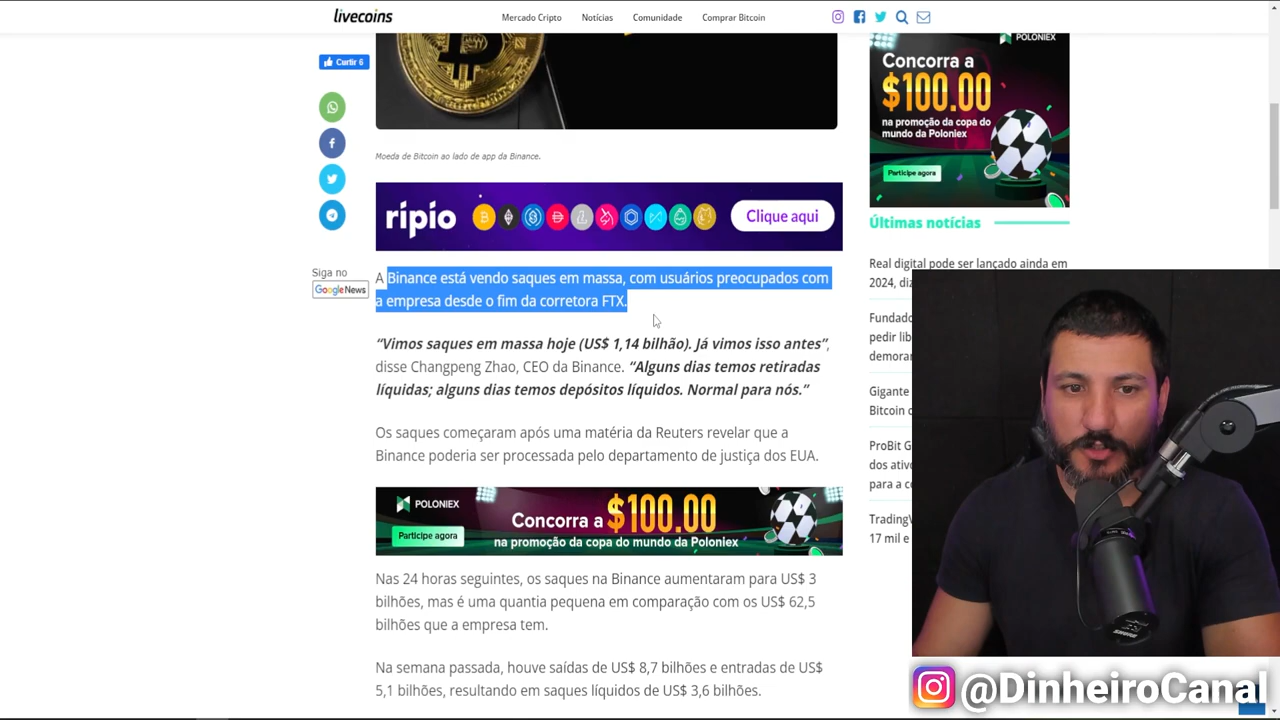 livecoins
Mercado Cripto
Notícias
Comunidade
Comprar Bitcoin
Curtir 6
Siga no
Google News
Moeda de Bitcoin ao lado de app da Binance.
ripio
Clique aqui
A Binance está vendo saques em massa, com usuários preocupados com
a empresa desde o fim da corretora FTX.
“Vimos saques em massa hoje (US$ 1,14 bilhão). Já vimos isso antes”,
disse Changpeng Zhao, CEO da Binance. “Alguns dias temos retiradas
líquidas; alguns dias temos depósitos líquidos. Normal para nós.”
Os saques começaram após uma matéria da Reuters revelar que a
Binance poderia ser processada pelo departamento de justiça dos EUA.
POLONIEX
Participe agora
Concorra a $100.00
na promoção da copa do mundo da Poloniex
Nas 24 horas seguintes, os saques na Binance aumentaram para US$ 3
bilhões, mas é uma quantia pequena em comparação com os US$ 62,5
bilhões que a empresa tem.
Na semana passada, houve saídas de US$ 8,7 bilhões e entradas de US$
5,1 bilhões, resultando em saques líquidos de US$ 3,6 bilhões.
POLONIEX
Concorra a
$100.00
na promoção da copa do
mundo da Poloniex
Participe agora
Últimas notícias
Real digital pode ser lançado ainda em
2024, diz
Fundado
pedir lib
demorar
Gigante
Bitcoin c
ProBit G
dos ativo
para a c
TradingV
17 mil e
@DinheiroCanal